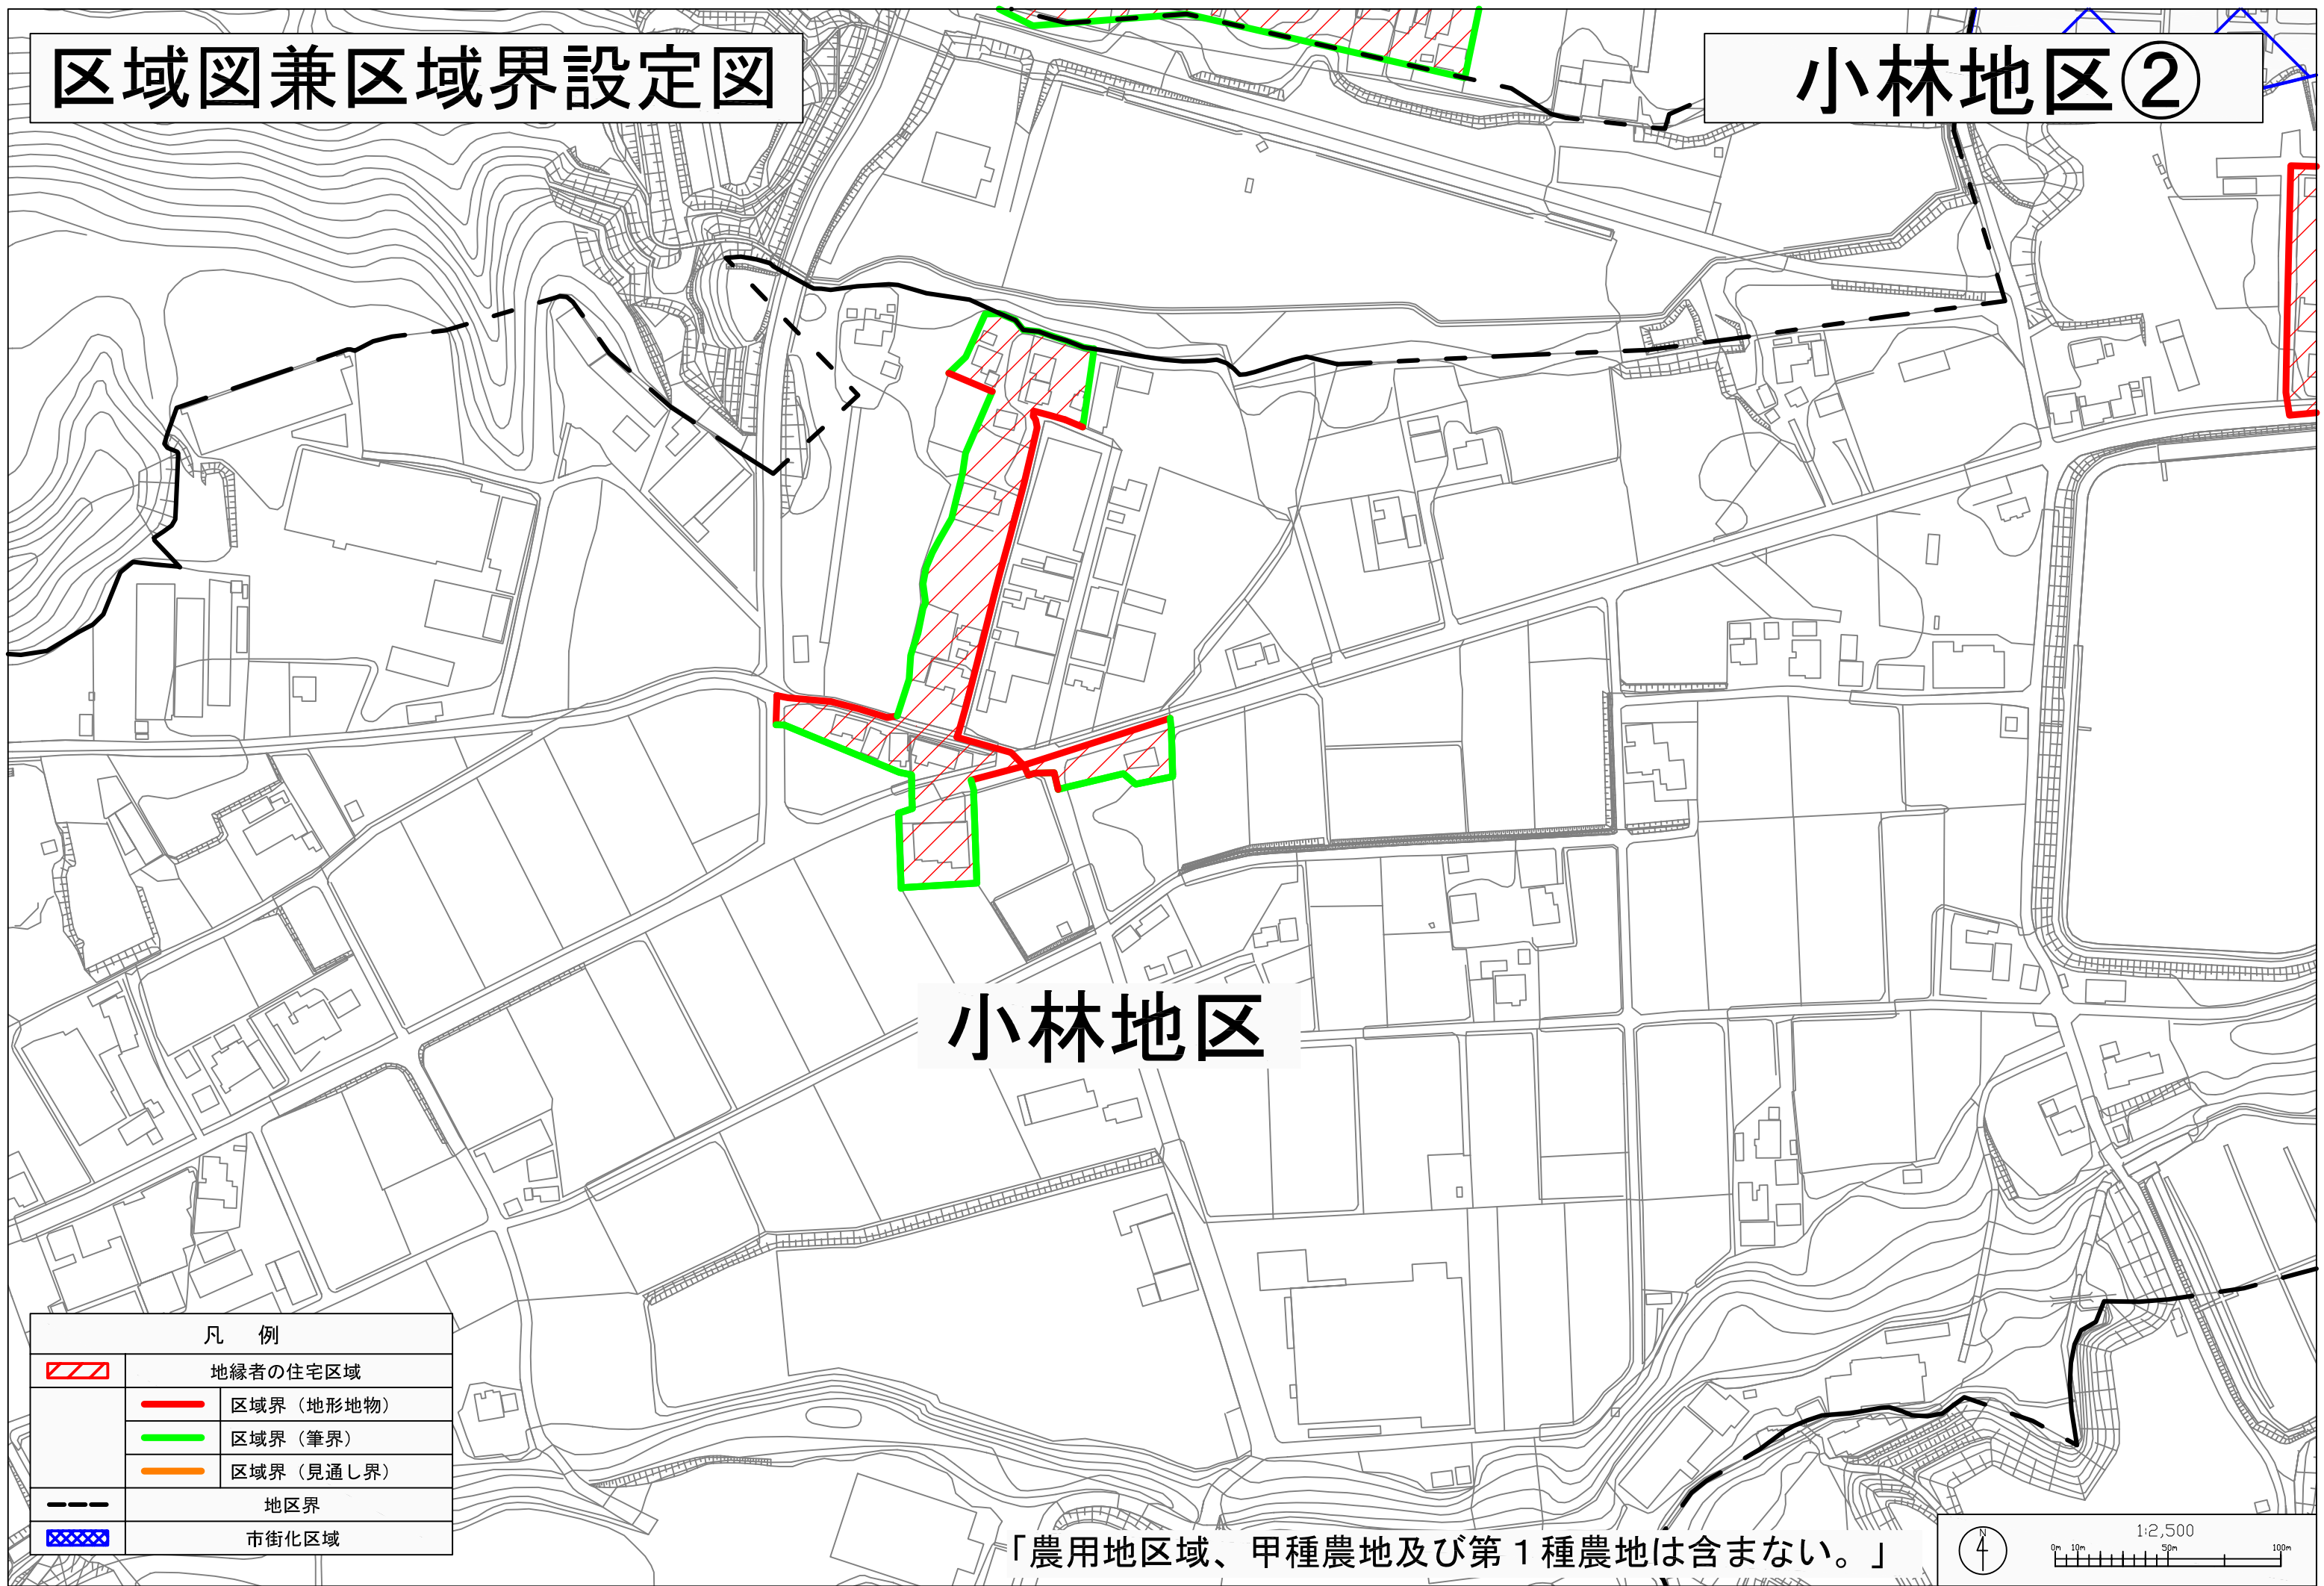 区域図兼区域界設定図
小林地区②
小林地区
凡 例
地縁者の住宅区域
区域界（地形地物）
区域界（筆界）
区域界（見通し界）
地区界
市街化区域
「農用地区域、甲種農地及び第１種農地は含まない。」
N
1:2,500
0m 10m 50m 100m